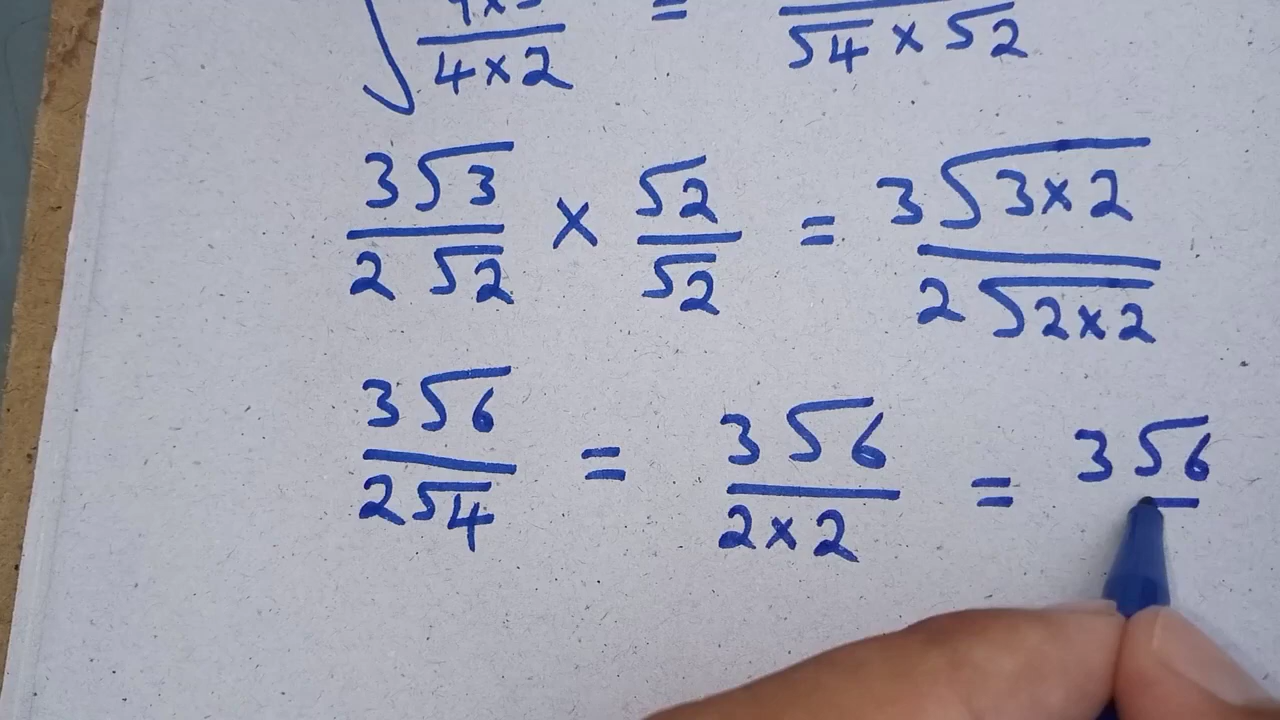 √ / 4×2 = / √4 × √2
3√3 / 2√2 × √2 / √2 = 3√3×2 / 2√2×2
3√6 / 2√4 = 3√6 / 2×2 = 3√6